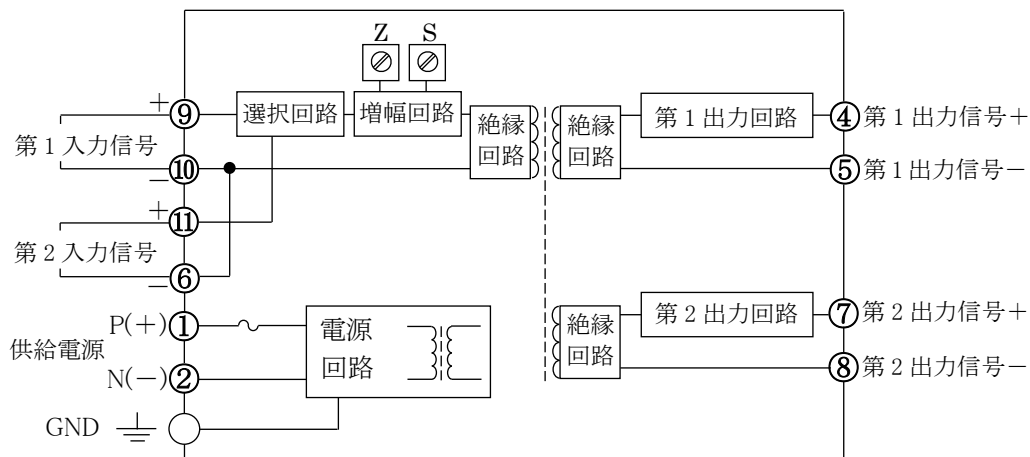 Z S
+ ⑨ 選択回路 増幅回路 絶縁回路 絶縁回路 第1出力回路 ④ 第1出力信号+
第1入力信号
⑩ − ⑤ 第1出力信号−
+ ⑪
第2入力信号
− ⑥
P(+) ① 電源回路 絶縁回路 第2出力回路 ⑦ 第2出力信号+
供給電源
N(−) ② ⑧ 第2出力信号−
GND